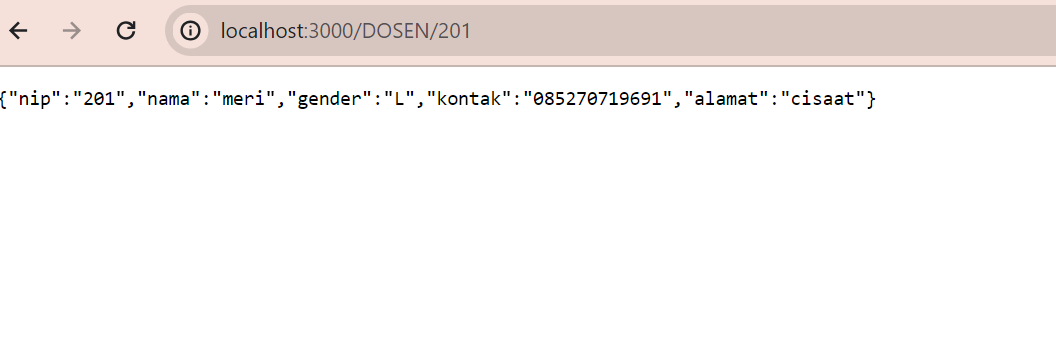 localhost:3000/DOSEN/201
{"nip":"201","nama":"meri","gender":"L","kontak":"085270719691","alamat":"cisaat"}